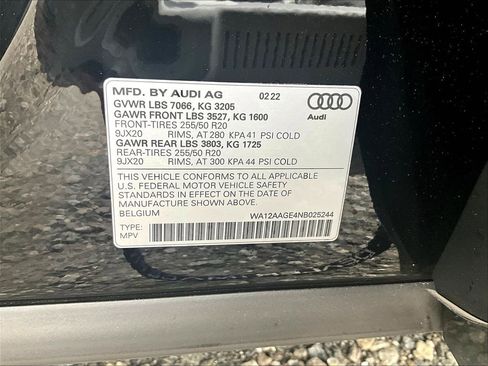 MFD. BY AUDI AG 02 22
GVWR LBS 7066, KG 3205
GAWR FRONT LBS 3527, KG 1600
FRONT-TIRES 255/50 R20
9JX20 RIMS, AT 280 KPA 41 PSI COLD
GAWR REAR LBS 3803, KG 1725
REAR-TIRES 255/50 R20
9JX20 RIMS, AT 300 KPA 44 PSI COLD
Audi
THIS VEHICLE CONFORMS TO ALL APPLICABLE
U.S. FEDERAL MOTOR VEHICLE SAFETY
STANDARDS IN EFFECT ON THE DATE OF
MANUFACTURE SHOWN ABOVE.
BELGIUM
WA12AAGE4NB025244
TYPE:
MPV